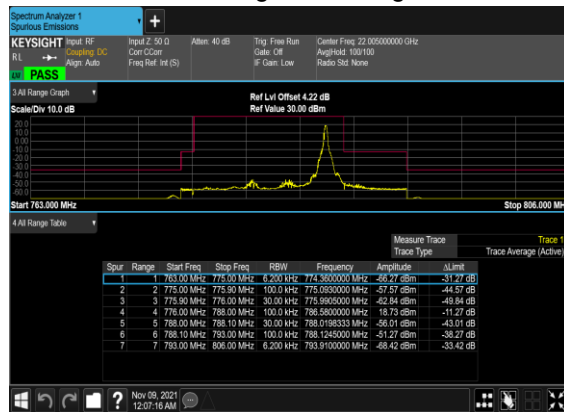 Spectrum Analyzer 1
Spurious Emissions
+
KEYSIGHT Input: RF Input Z: 50 Ω Atten: 40 dB Trig: Free Run Center Freq: 22.005000000 GHz
RL Coupling: DC Corr CCorr Gate: Off Avg|Hold: 100/100
Align: Auto Freq Ref: Int (S) IF Gain: Low Radio Std: None
LXI PASS
3 All Range Graph
Ref Lvl Offset 4.22 dB
Scale/Div 10.0 dB Ref Value 30.00 dBm
20.0
10.0
0.00
-10.0
-20.0
-30.0
-40.0
-50.0
-60.0
Start 763.000 MHz Stop 806.000 MH
4 All Range Table
Measure Trace Trace 1
Trace Type Trace Average (Active)
Spur Range Start Freq Stop Freq RBW Frequency Amplitude ΔLimit
1 1 763.00 MHz 775.00 MHz 6.200 kHz 774.3600000 MHz -66.27 dBm -31.27 dB
2 2 775.00 MHz 775.90 MHz 100.0 kHz 775.0930000 MHz -57.57 dBm -44.57 dB
3 3 775.90 MHz 776.00 MHz 30.00 kHz 775.9905000 MHz -62.84 dBm -49.84 dB
4 4 776.00 MHz 788.00 MHz 100.0 kHz 786.5800000 MHz 18.73 dBm -11.27 dB
5 5 788.00 MHz 788.10 MHz 30.00 kHz 788.0198333 MHz -56.01 dBm -43.01 dB
6 6 788.10 MHz 793.00 MHz 100.0 kHz 788.1245000 MHz -51.27 dBm -38.27 dB
7 7 793.00 MHz 806.00 MHz 6.200 kHz 793.9100000 MHz -68.42 dBm -33.42 dB
? Nov 09, 2021
12:07:16 AM